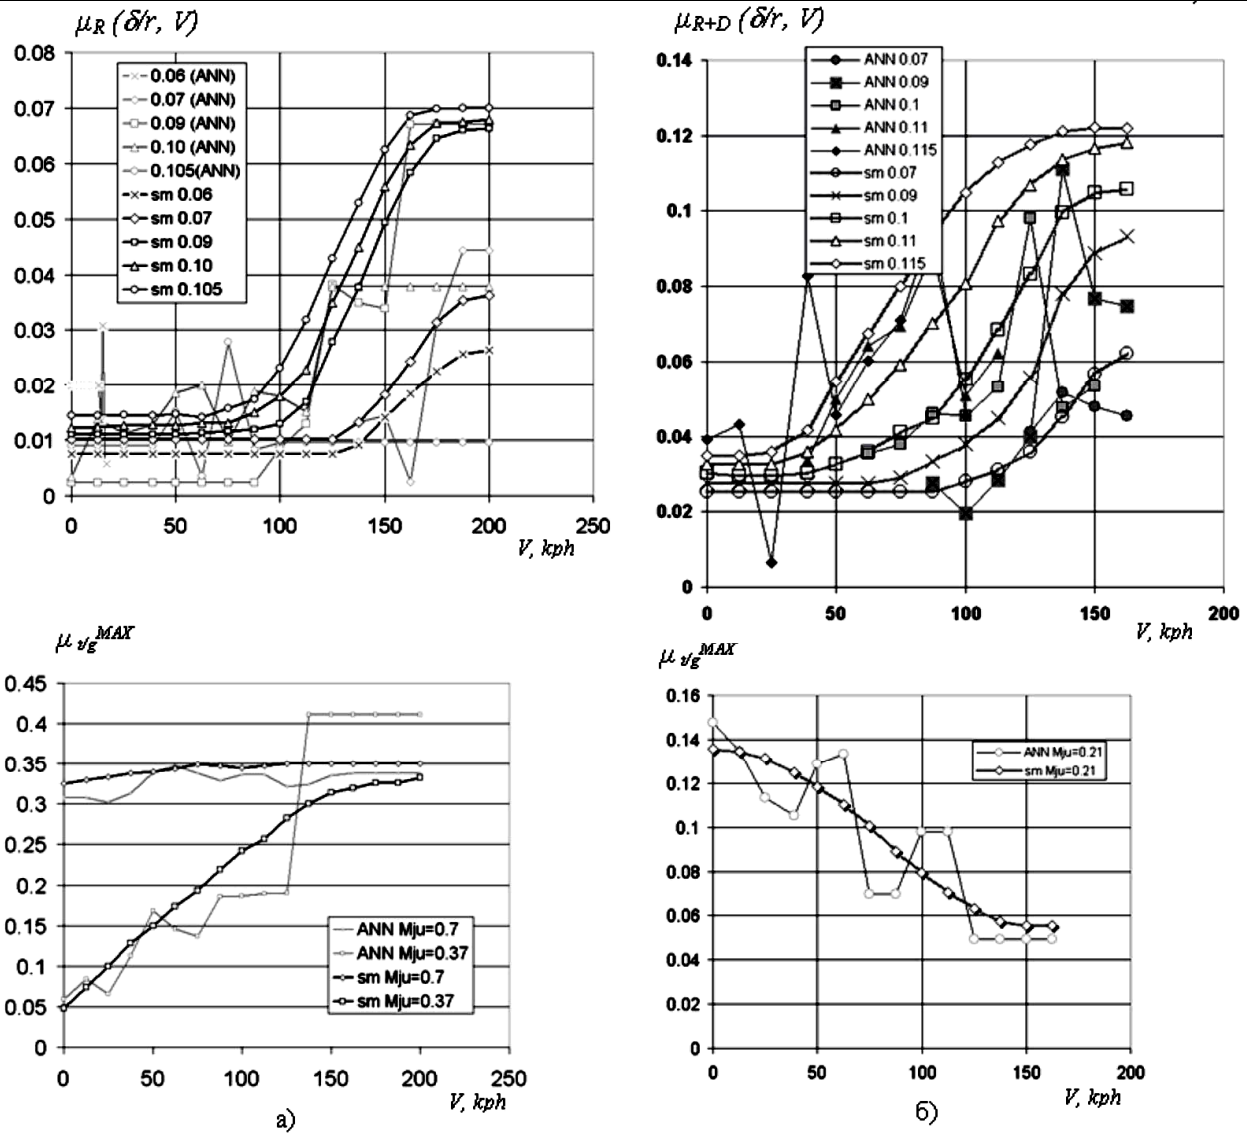 μR (δ/r, V)
0.08
0.07
0.06
0.05
0.04
0.03
0.02
0.01
0
0.06 (ANN)
0.07 (ANN)
0.09 (ANN)
0.10 (ANN)
0.105(ANN)
sm 0.06
sm 0.07
sm 0.09
sm 0.10
sm 0.105
0 50 100 150 200 250
V, kph
μR+D (δ/r, V)
0.14
0.12
0.1
0.08
0.06
0.04
0.02
0
ANN 0.07
ANN 0.09
ANN 0.1
ANN 0.11
ANN 0.115
sm 0.07
sm 0.09
sm 0.1
sm 0.11
sm 0.115
0 50 100 150 200
V, kph
μ t/g MAX
0.45
0.4
0.35
0.3
0.25
0.2
0.15
0.1
0.05
0
ANN Mju=0.7
ANN Mju=0.37
sm Mju=0.7
sm Mju=0.37
0 50 100 150 200 250
V, kph
a)
μ t/g MAX
0.16
0.14
0.12
0.1
0.08
0.06
0.04
0.02
0
ANN Mju=0.21
sm Mju=0.21
0 50 100 150 200
V, kph
б)